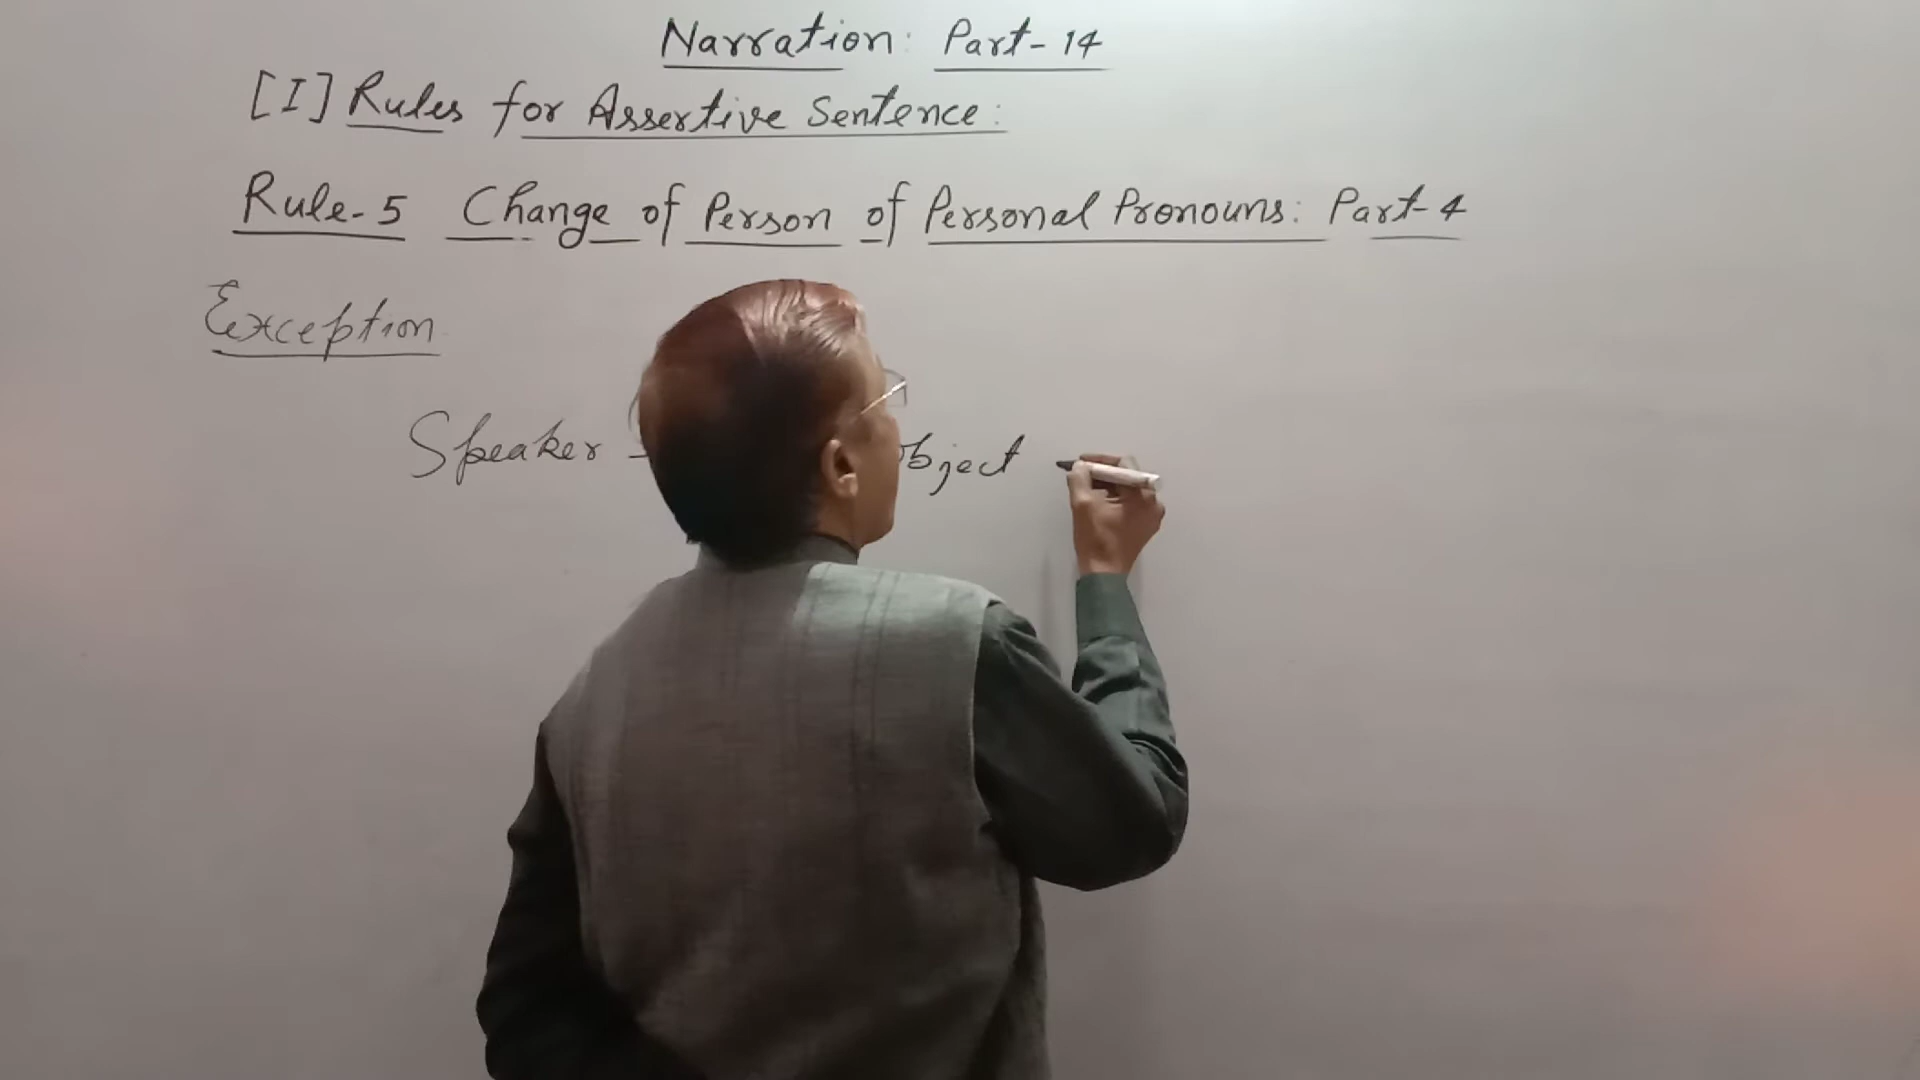 Narration: Part-14
[I] Rules for Assertive Sentence:
Rule-5 Change of Person of Personal Pronouns: Part-4
Exception
Speaker